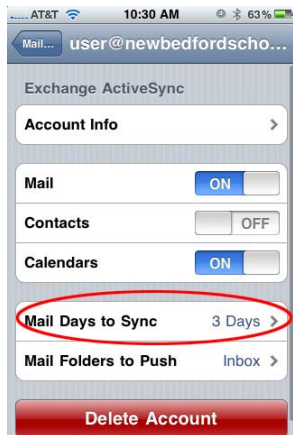 AT&T 10:30 AM 63%
Mail... user@newbedfordscho...
Exchange ActiveSync
Account Info
Mail ON
Contacts OFF
Calendars ON
Mail Days to Sync 3 Days
Mail Folders to Push Inbox
Delete Account